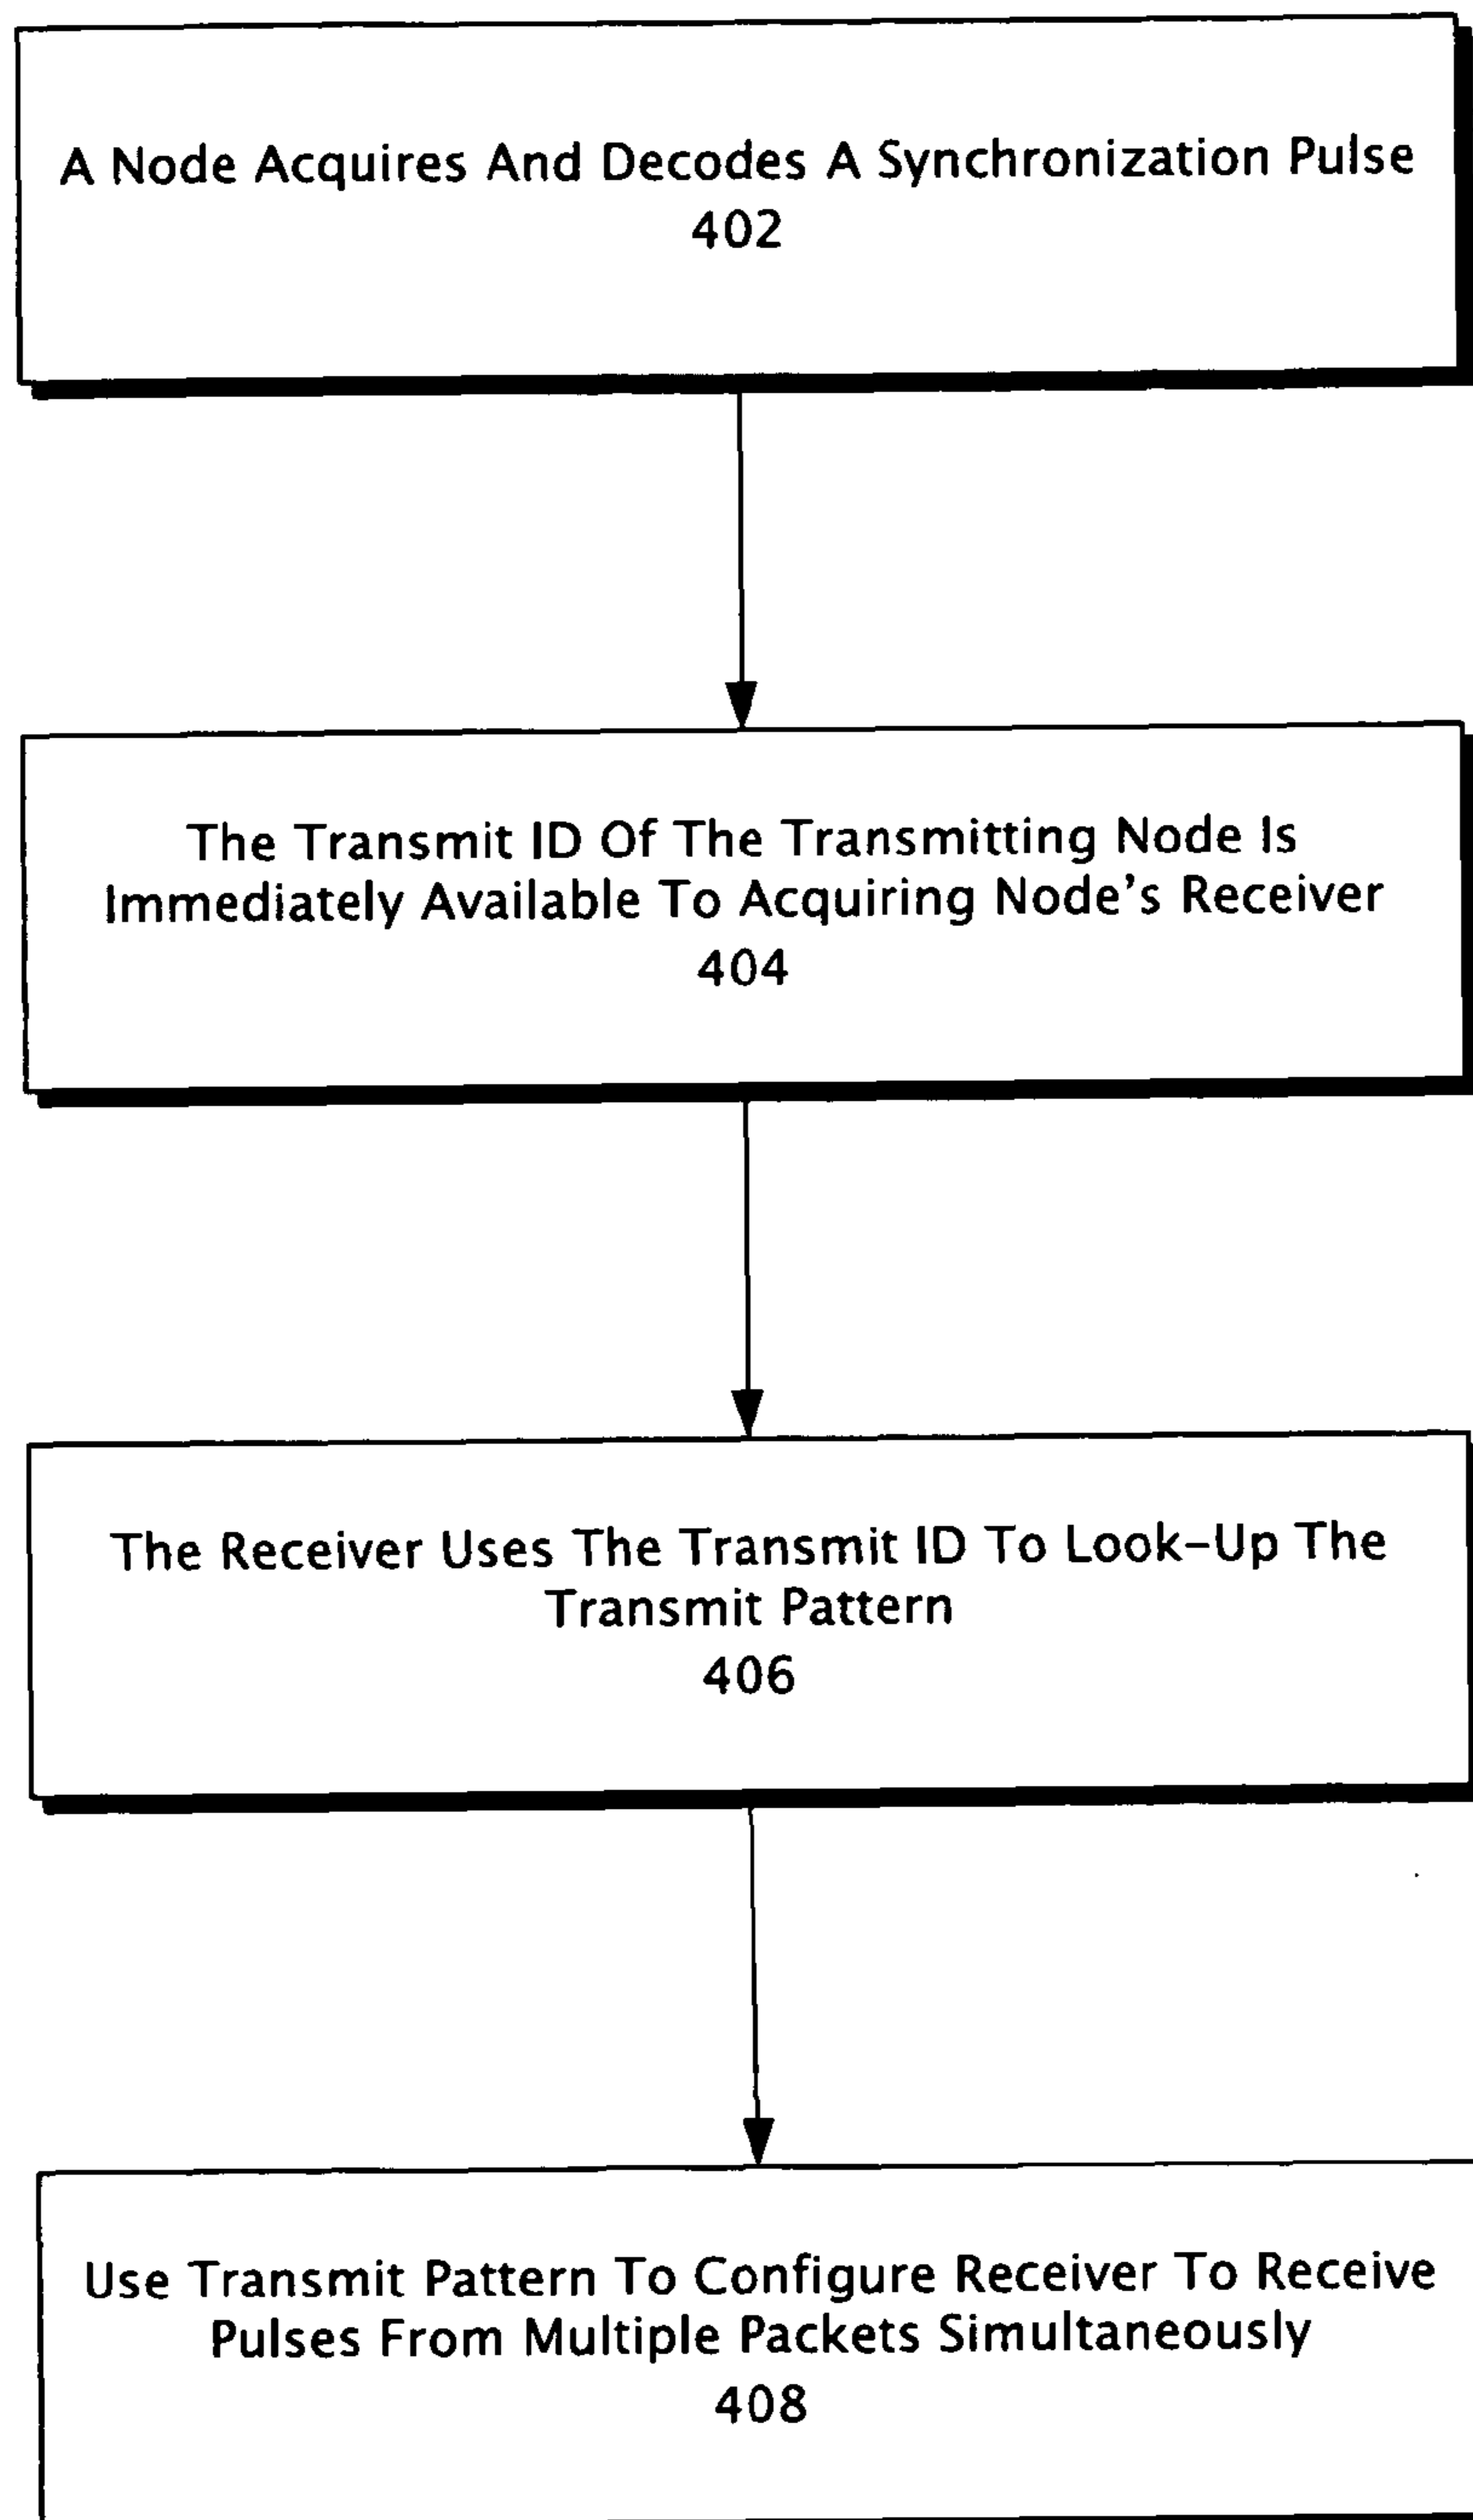 A Node Acquires And Decodes A Synchronization Pulse
402
The Transmit ID Of The Transmitting Node Is
Immediately Available To Acquiring Node's Receiver
404
The Receiver Uses The Transmit ID To Look-Up The
Transmit Pattern
406
Use Transmit Pattern To Configure Receiver To Receive
Pulses From Multiple Packets Simultaneously
408